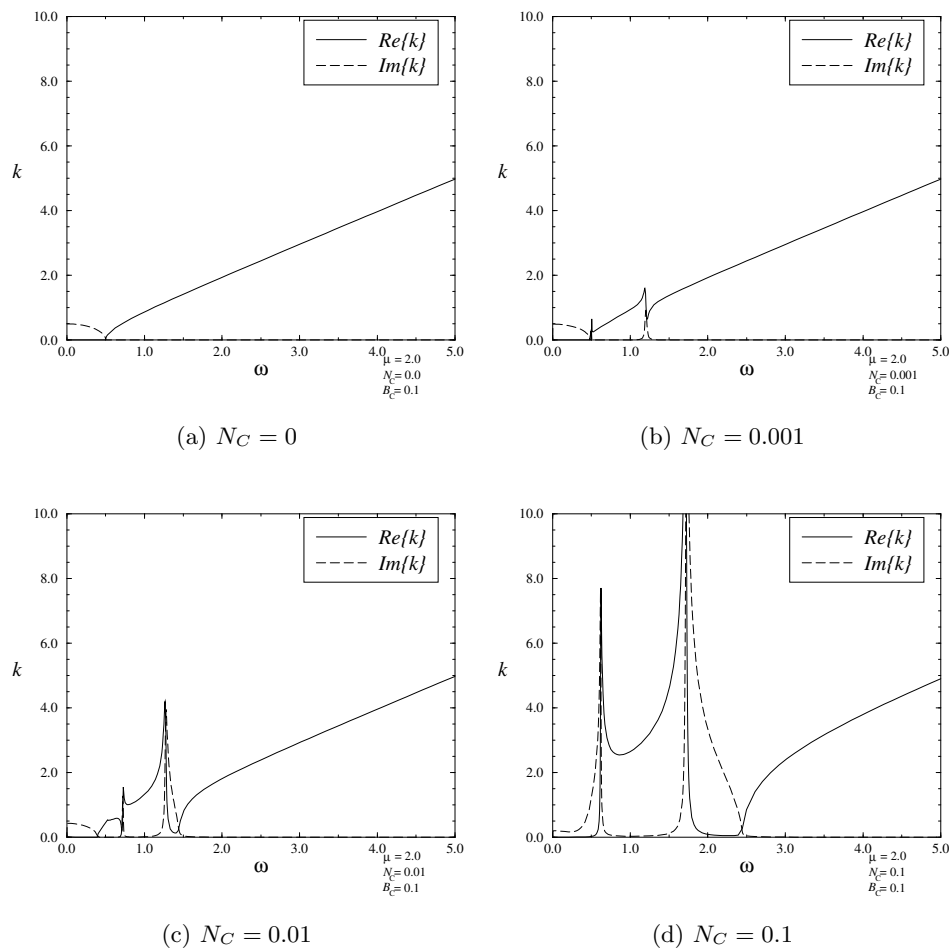 10.0
8.0
6.0
4.0
2.0
0.0
k
Re{k}
Im{k}
0.0 1.0 2.0 3.0 4.0 5.0
ω
μ = 2.0
N_C = 0.0
B_C = 0.1
(a) N_C = 0
10.0
8.0
6.0
4.0
2.0
0.0
k
Re{k}
Im{k}
0.0 1.0 2.0 3.0 4.0 5.0
ω
μ = 2.0
N_C = 0.001
B_C = 0.1
(b) N_C = 0.001
10.0
8.0
6.0
4.0
2.0
0.0
k
Re{k}
Im{k}
0.0 1.0 2.0 3.0 4.0 5.0
ω
μ = 2.0
N_C = 0.01
B_C = 0.1
(c) N_C = 0.01
10.0
8.0
6.0
4.0
2.0
0.0
k
Re{k}
Im{k}
0.0 1.0 2.0 3.0 4.0 5.0
ω
μ = 2.0
N_C = 0.1
B_C = 0.1
(d) N_C = 0.1